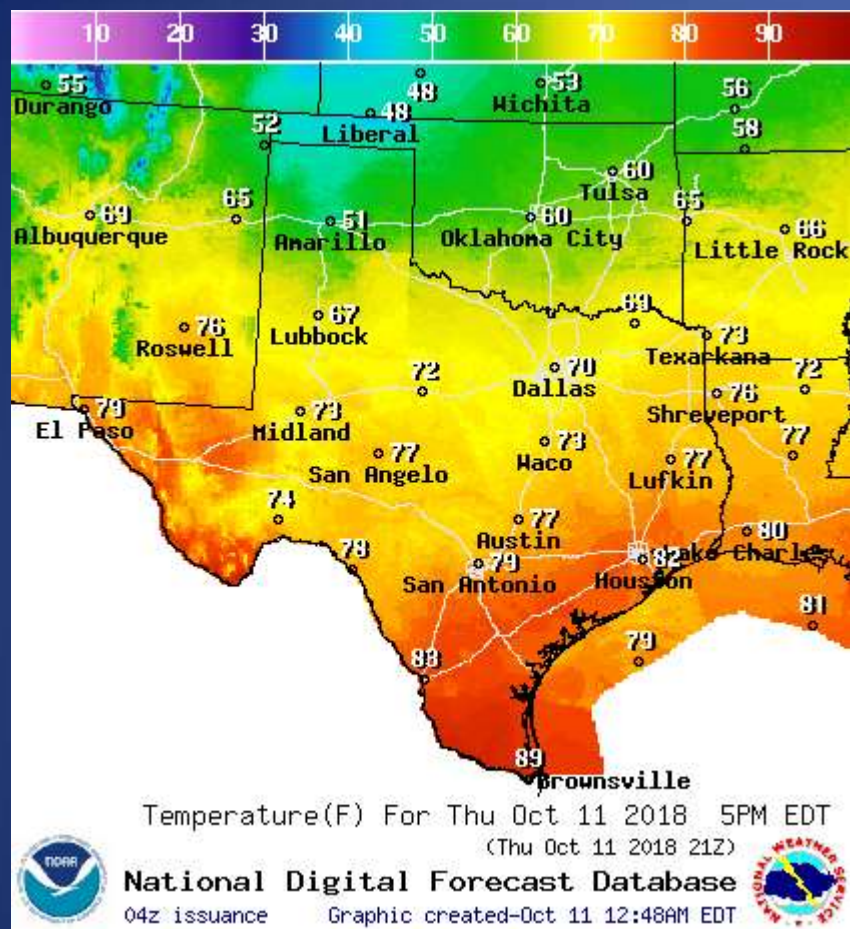 10 20 30 40 50 60 70 80 90
55
Durango
48
53
Wichita
56
48
Liberal
52
58
60
Tulsa
69
Albuquerque
65
51
Amarillo
60
Oklahoma City
65
66
Little Rock
76
Roswell
67
Lubbock
69
73
Texarkana
72
70
Dallas
76
Shreveport
72
79
El Paso
73
Midland
77
San Angelo
73
Waco
77
Lufkin
77
74
77
Austin
80
Lake Charles
78
79
San Antonio
82
Houston
81
79
88
89
Brownsville
Temperature(F) For Thu Oct 11 2018 5PM EDT
(Thu Oct 11 2018 21Z)
National Digital Forecast Database
04z issuance Graphic created-Oct 11 12:48AM EDT
NOAA
NATIONAL WEATHER SERVICE